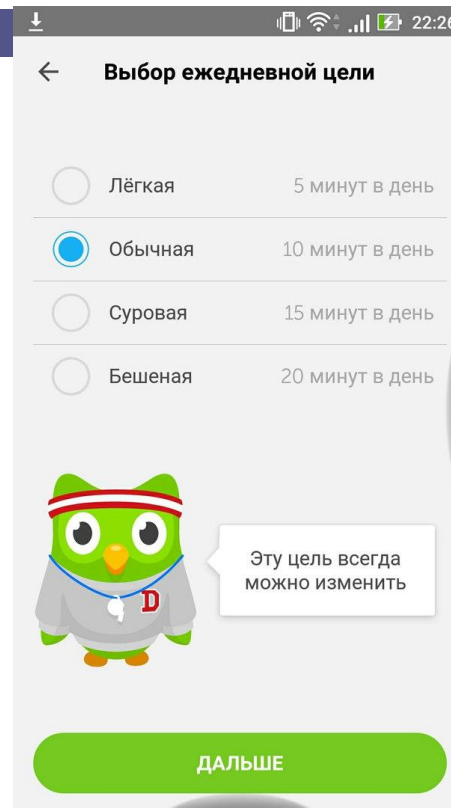 22:26
Выбор ежедневной цели
Лёгкая 5 минут в день
Обычная 10 минут в день
Суровая 15 минут в день
Бешеная 20 минут в день
Эту цель всегда
можно изменить
D
ДАЛЬШЕ